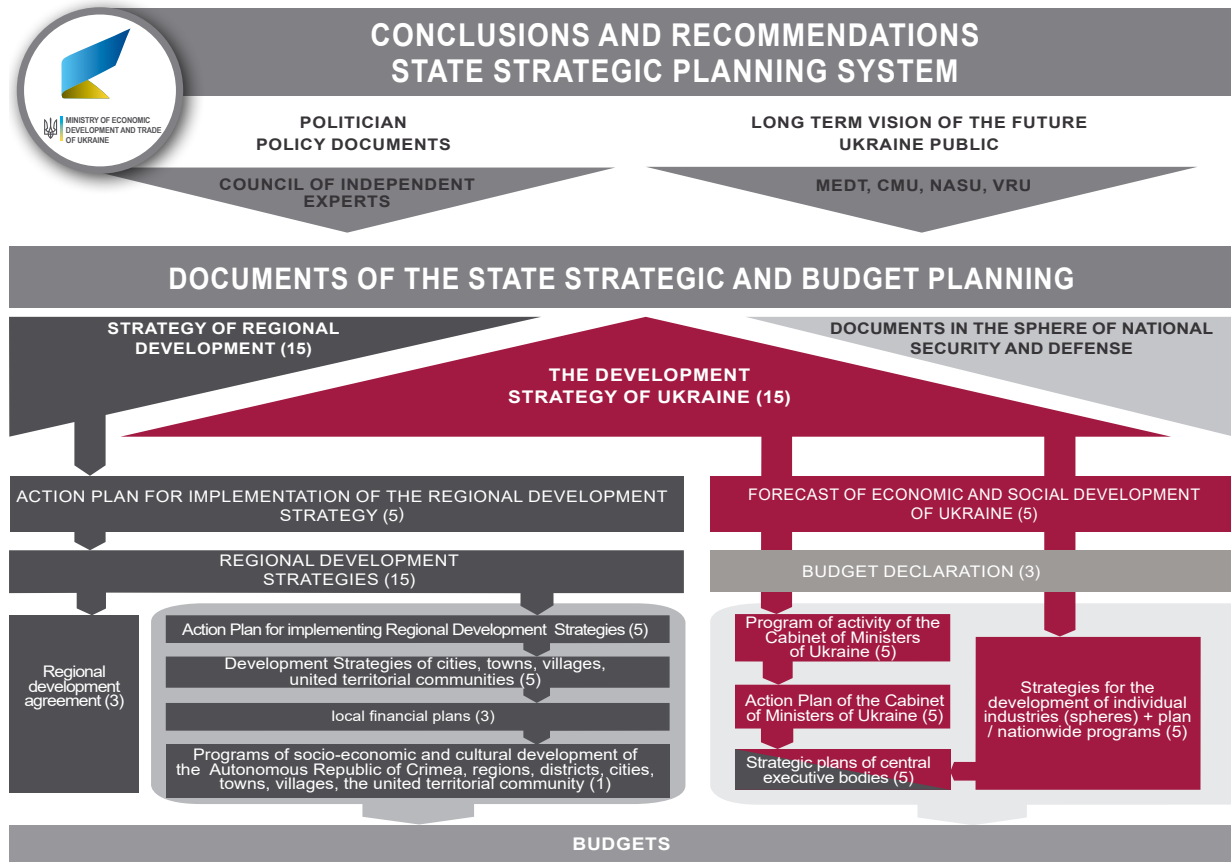 CONCLUSIONS AND RECOMMENDATIONS
STATE STRATEGIC PLANNING SYSTEM
MINISTRY OF ECONOMIC
DEVELOPMENT AND TRADE
OF UKRAINE
POLITICIAN
POLICY DOCUMENTS
LONG TERM VISION OF THE FUTURE
UKRAINE PUBLIC
COUNCIL OF INDEPENDENT
EXPERTS
MEDT, CMU, NASU, VRU
DOCUMENTS OF THE STATE STRATEGIC AND BUDGET PLANNING
STRATEGY OF REGIONAL
DEVELOPMENT (15)
THE DEVELOPMENT
STRATEGY OF UKRAINE (15)
DOCUMENTS IN THE SPHERE OF NATIONAL
SECURITY AND DEFENSE
ACTION PLAN FOR IMPLEMENTATION OF THE REGIONAL DEVELOPMENT
STRATEGY (5)
REGIONAL DEVELOPMENT
STRATEGIES (15)
Regional
development
agreement (3)
Action Plan for implementing Regional Development Strategies (5)
Development Strategies of cities, towns, villages,
united territorial communities (5)
local financial plans (3)
Programs of socio-economic and cultural development of
the Autonomous Republic of Crimea, regions, districts, cities,
towns, villages, the united territorial community (1)
FORECAST OF ECONOMIC AND SOCIAL DEVELOPMENT
OF UKRAINE (5)
BUDGET DECLARATION (3)
Program of activity of the
Cabinet of Ministers
of Ukraine (5)
Action Plan of the Cabinet
of Ministers of Ukraine (5)
Strategic plans of central
executive bodies (5)
Strategies for the
development of individual
industries (spheres) + plan
/ nationwide programs (5)
BUDGETS